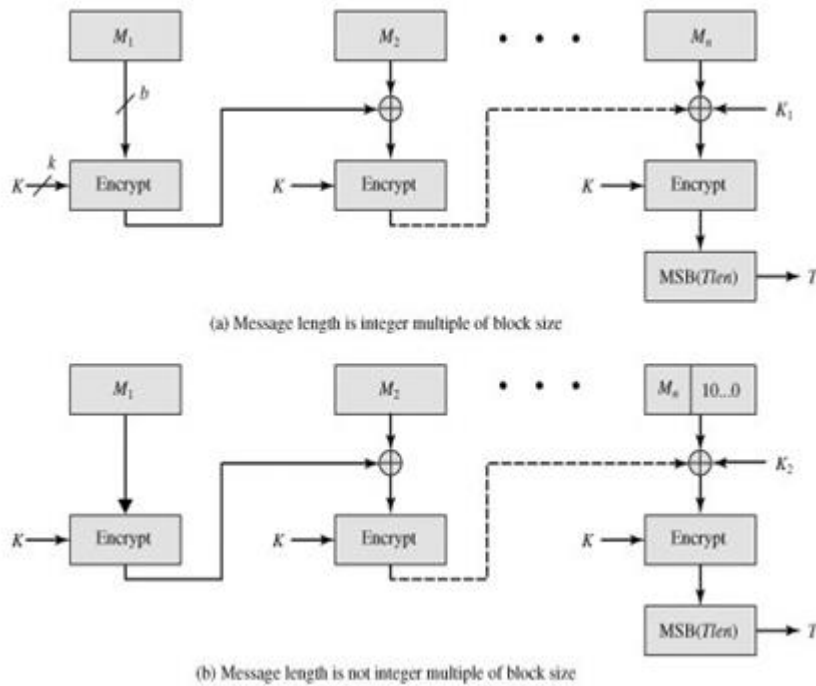 M1 M2 • • • Mn
b
K1
k
K Encrypt K Encrypt K Encrypt
MSB(Tlen) T
(a) Message length is integer multiple of block size
M1 M2 • • • Mn 10...0
K2
K Encrypt K Encrypt K Encrypt
MSB(Tlen) T
(b) Message length is not integer multiple of block size